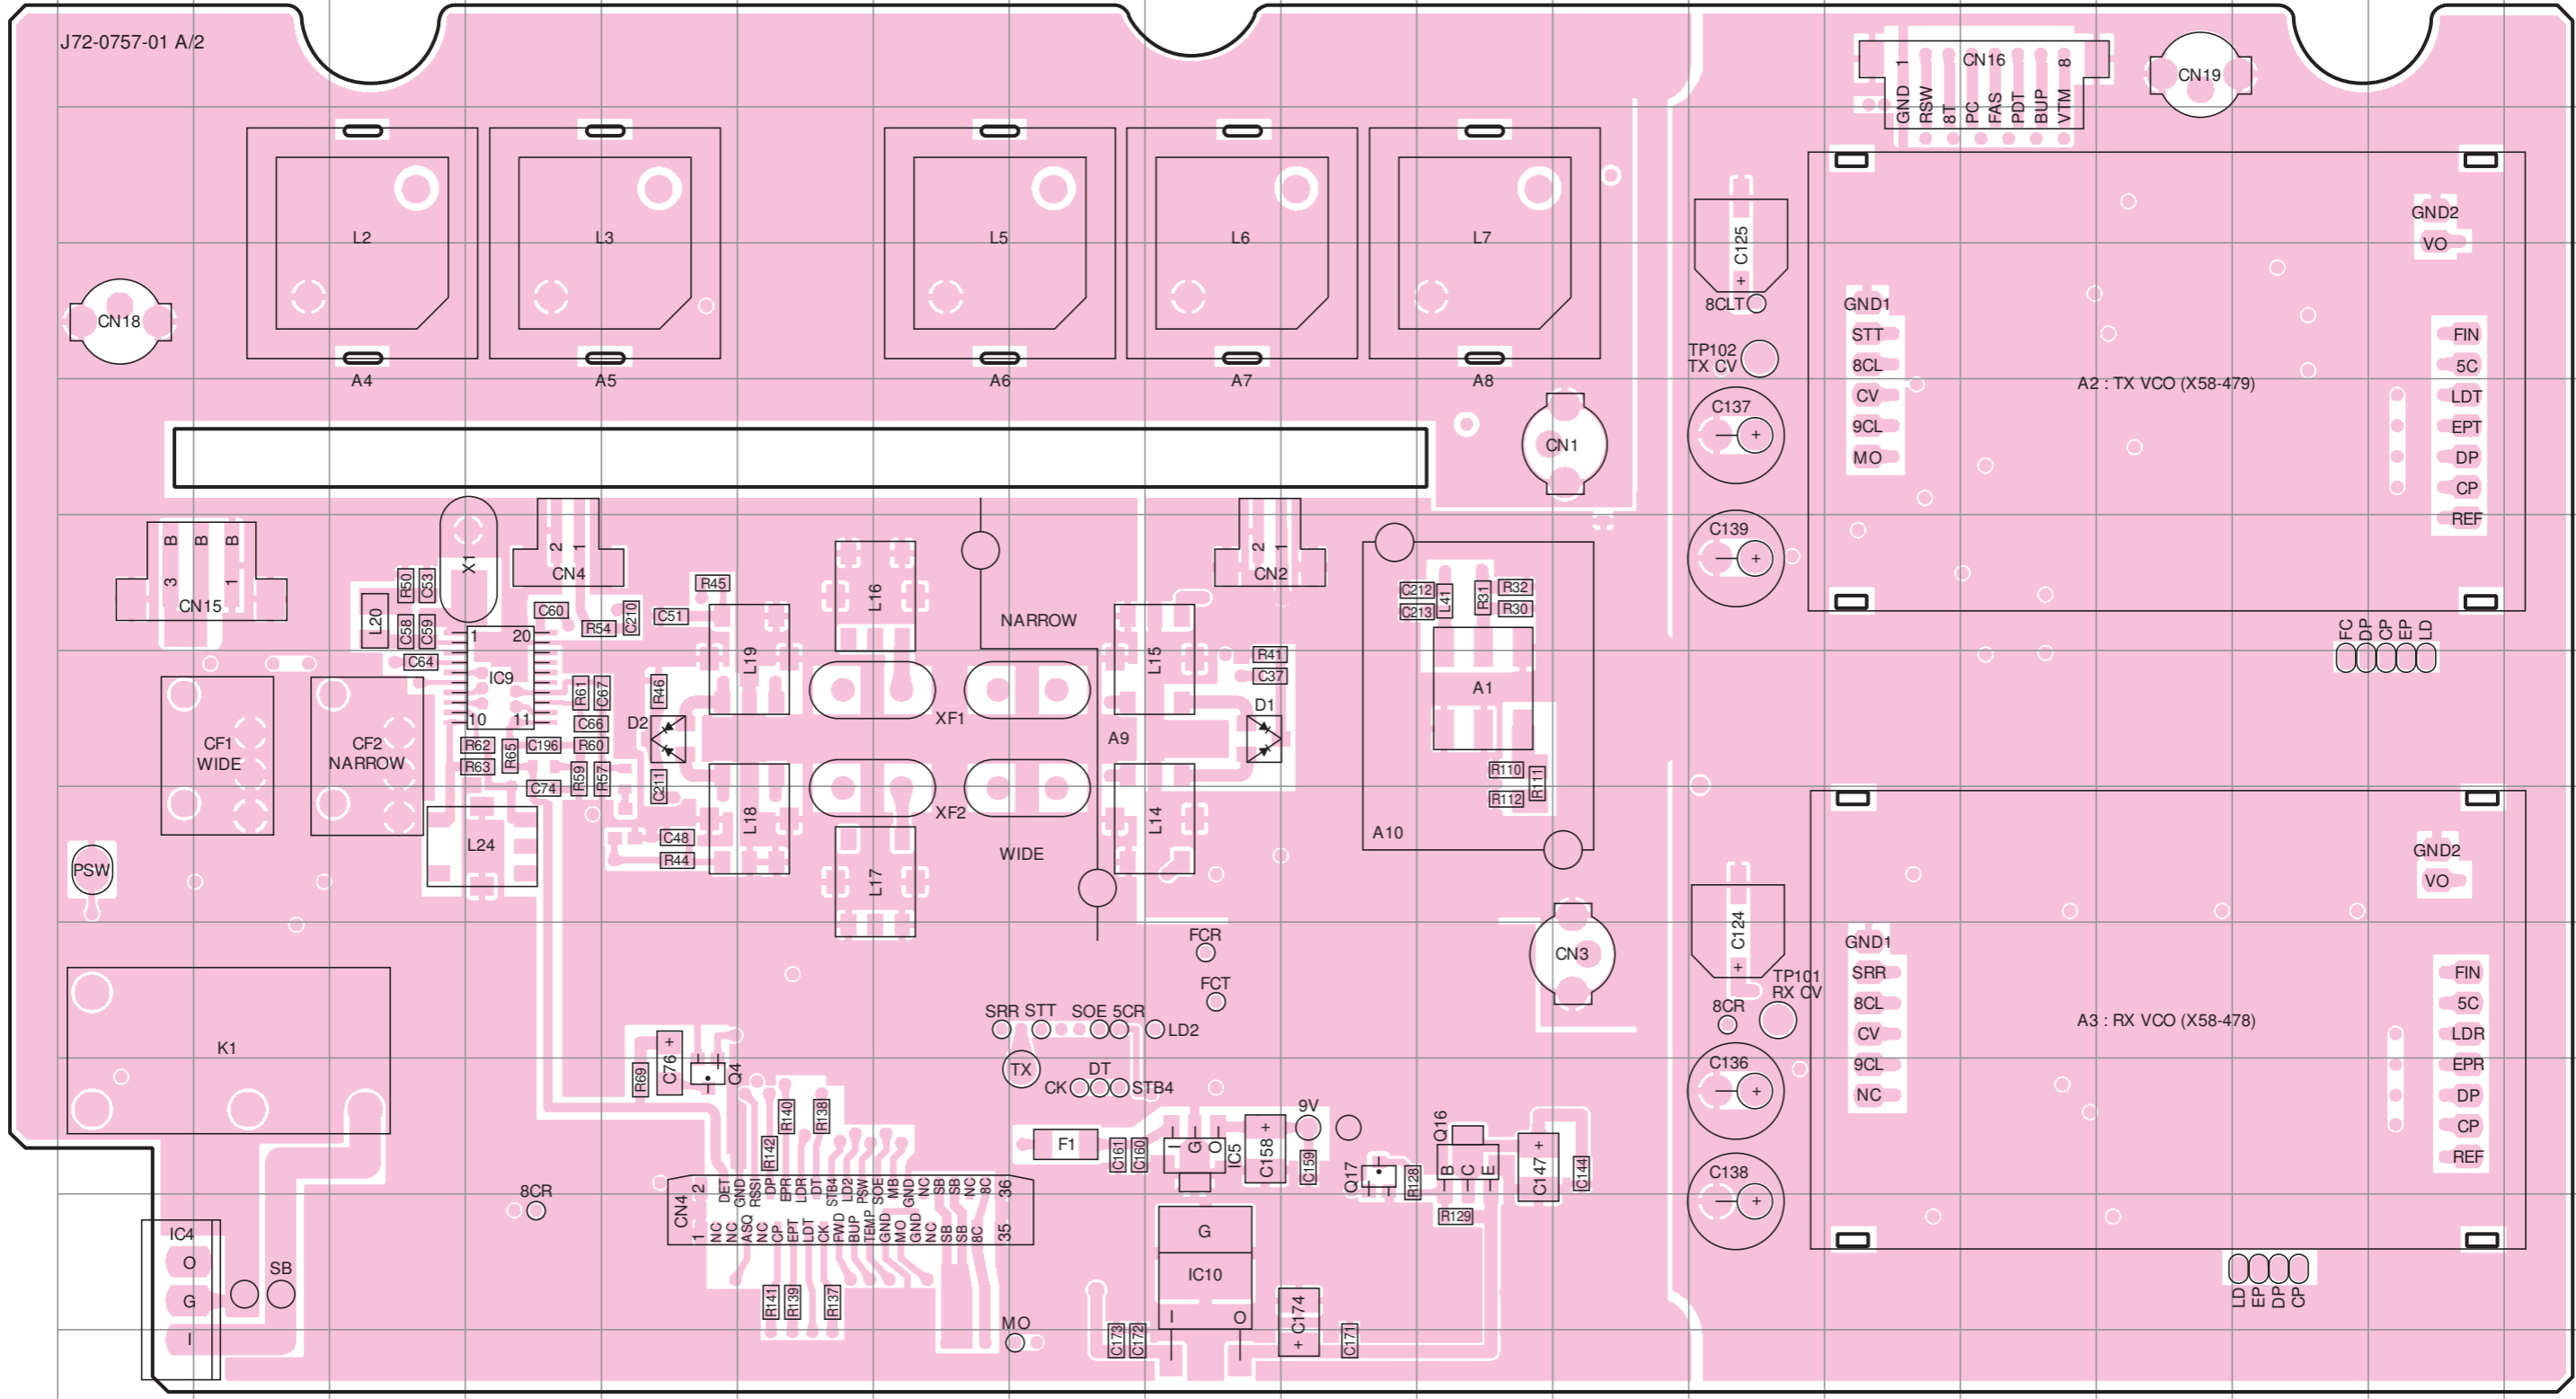 J72-0757-01 A/2
CN16
1
8
GND
RSW
8T
PC
FAS
PDT
BUP
VTM
CN19
L2
L3
L5
L6
L7
A4
A5
A6
A7
A8
CN18
C125
+
8CLT
TP102
TX CV
C137
+
C139
+
CN1
GND2
VO
GND1
STT
8CL
CV
9CL
MO
A2 : TX VCO (X58-479)
FIN
5C
LDT
EPT
DP
CP
REF
FC
DP
CP
EP
LD
B
B
B
3
1
CN15
X1
2
1
CN4
R50
C53
L20
C58
C59
C64
C60
R54
C210
C51
R45
1
20
IC9
10
11
R61
C67
C66
R62
R65
C196
R60
R63
R59
R57
C74
R46
D2
C211
C48
R44
L19
L18
L16
L17
XF1
XF2
NARROW
WIDE
A9
L15
L14
2
1
CN2
R41
C37
D1
C212
C213
L41
R31
R32
R30
A1
R110
R111
R112
A10
CF1
WIDE
CF2
NARROW
L24
PSW
K1
FCR
FCT
CN3
C124
+
TP101
RX CV
8CR
C136
+
C138
+
GND2
VO
GND1
SRR
8CL
CV
9CL
NC
A3 : RX VCO (X58-478)
FIN
5C
LDR
EPR
DP
CP
REF
LD
EP
DP
CP
SRR
STT
SOE
5CR
LD2
TX
DT
CK
STB4
R69
C76
+
Q4
R140
R138
R142
F1
C161
C160
I
G
O
IC5
C158
+
9V
C159
Q17
R128
Q16
B
C
E
C147
+
C144
R129
CN4
2
DET
GND
RSSI
DP
EPR
LDR
DT
STB4
LD2
PSW
SOE
MB
GND
NC
SB
SB
NC
8C
36
1
NC
NC
ASQ
NC
CP
EPT
LDT
CK
FWD
BUP
TEMP
GND
MO
GND
NC
SB
SB
8C
35
8CR
IC4
O
G
I
SB
R141
R139
R137
MO
G
IC10
I
O
C173
C172
C174
+
C171